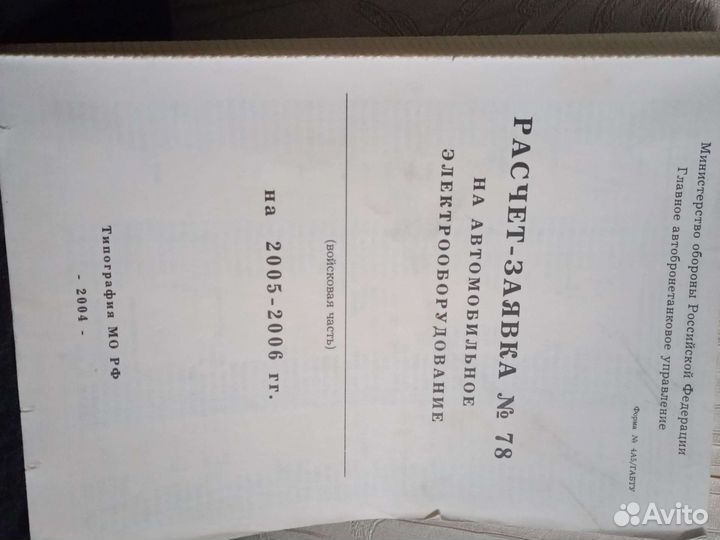 Министерство обороны Российской Федерации
Главное автобронетанковое управление
Форма № 4А5/ГАБТУ
РАСЧЕТ-ЗАЯВКА № 78
НА АВТОМОБИЛЬНОЕ
ЭЛЕКТРООБОРУДОВАНИЕ
(войсковая часть)
на 2005-2006 гг.
Типография МО РФ
- 2004 -
Avito